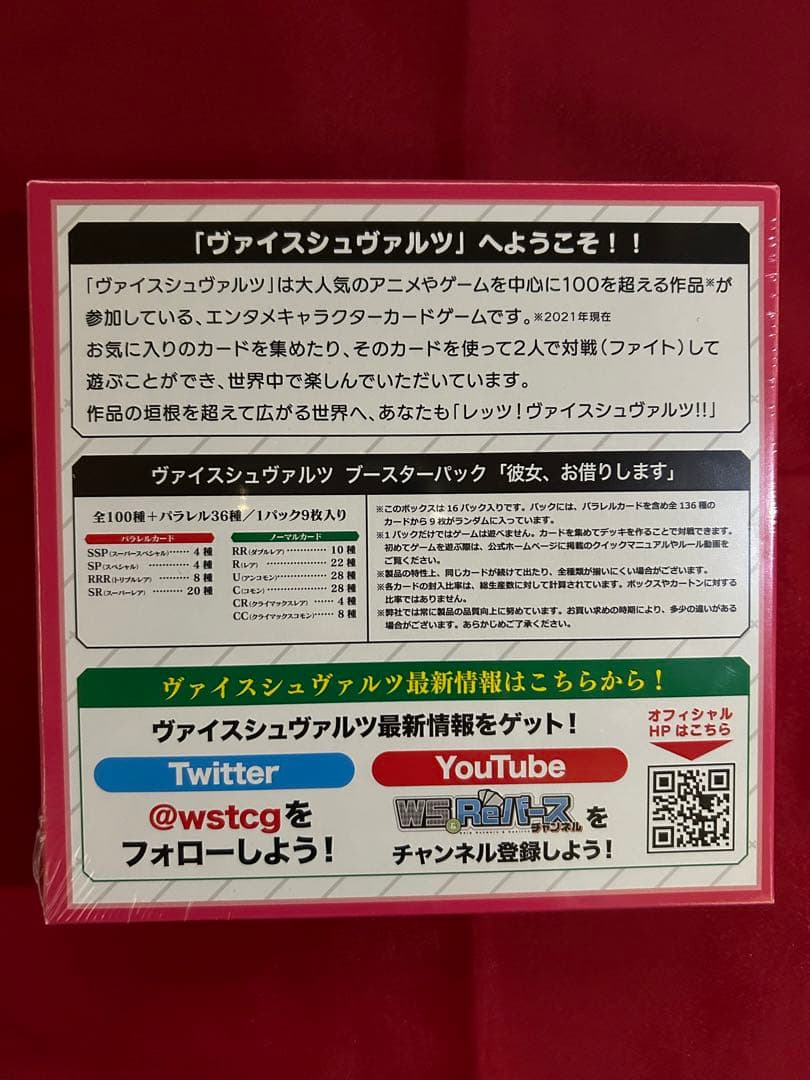 「ヴァイスシュヴァルツ」へようこそ！！
「ヴァイスシュヴァルツ」は大人気のアニメやゲームを中心に100を超える作品※が
参加している、エンタメキャラクターカードゲームです。※2021年現在
お気に入りのカードを集めたり、そのカードを使って2人で対戦（ファイト）して
遊ぶことができ、世界中で楽しんでいただいています。
作品の垣根を超えて広がる世界へ、あなたも「レッツ！ヴァイスシュヴァルツ!!」
ヴァイスシュヴァルツ ブースターパック「彼女、お借りします」
全100種＋パラレル36種／1パック9枚入り
パラレルカード
SSP（スーパースペシャル）……4種
SP（スペシャル）……………4種
RRR（トリプルレア）…………8種
SR（スーパーレア）…………20種
ノーマルカード
RR（ダブルレア）……………10種
R（レア）……………………22種
U（アンコモン）………………28種
C（コモン）…………………28種
CR（クライマックスレア）………4種
CC（クライマックスコモン）……8種
※このボックスは16パック入りです。パックには、パラレルカードを含め全136種の
カードから9枚がランダムに入っています。
※1パックだけではゲームは遊べません。カードを集めてデッキを作ることで対戦できます。
初めてゲームを遊ぶ際は、公式ホームページに掲載のクイックマニュアルやルール動画を
ご覧ください。
※製品の特性上、同じカードが続けて出たり、全種類が揃いにくい場合がございます。
※各カードの封入比率は、総生産数に対して計算されています。ボックスやカートンに対する
比率ではありません。
※弊社では常に製品の品質向上に努めています。お買い求めの時期により、多少の違いがある
場合がございます。あらかじめご了承ください。
ヴァイスシュヴァルツ最新情報はこちらから！
ヴァイスシュヴァルツ最新情報をゲット！
Twitter
@wstcgを
フォローしよう！
YouTube
WS&Reバースチャンネルを
チャンネル登録しよう！
オフィシャル
HPはこちら